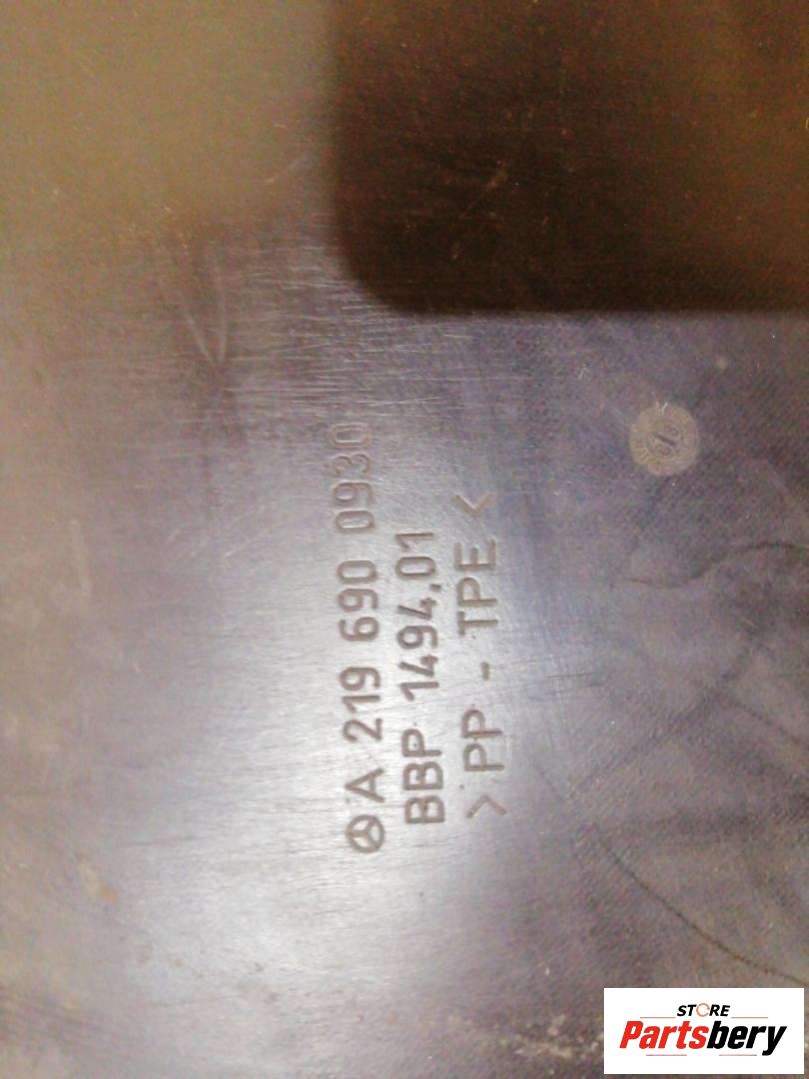 A 219 690 0930
BBP 1494,01
> PP - TPE <
STORE
Partsbery